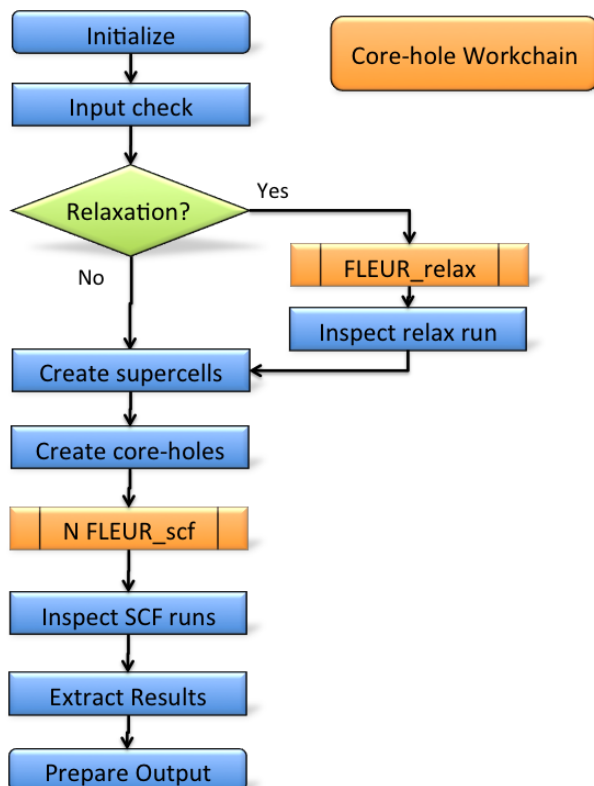 Initialize
Core-hole Workchain
Input check
Relaxation?
Yes
No
FLEUR_relax
Inspect relax run
Create supercells
Create core-holes
N FLEUR_scf
Inspect SCF runs
Extract Results
Prepare Output